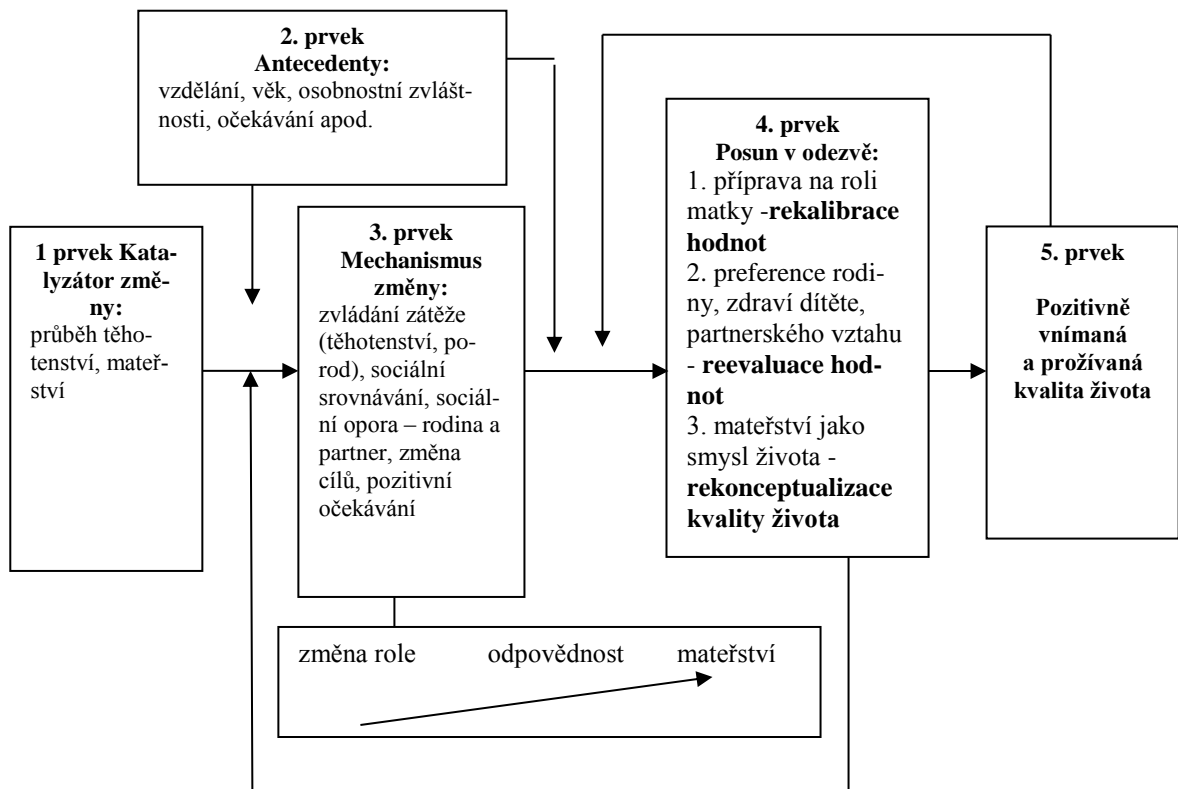 2. prvek
Antecedenty:
vzdělání, věk, osobnostní zvlášt-
nosti, očekávání apod.
1 prvek Kata-
lyzátor změ-
ny:
průběh těho-
tenství, mateř-
ství
3. prvek
Mechanismus
změny:
zvládání zátěže
(těhotenství, po-
rod), sociální
srovnávání, sociál-
ní opora – rodina a
partner, změna
cílů, pozitivní
očekávání
4. prvek
Posun v odezvě:
1. příprava na roli
matky -rekalibrace
hodnot
2. preference rodi-
ny, zdraví dítěte,
partnerského vztahu
- reevaluace hod-
not
3. mateřství jako
smysl života -
rekonceptualizace
kvality života
5. prvek
Pozitivně
vnímaná
a prožívaná
kvalita života
změna role odpovědnost mateřství